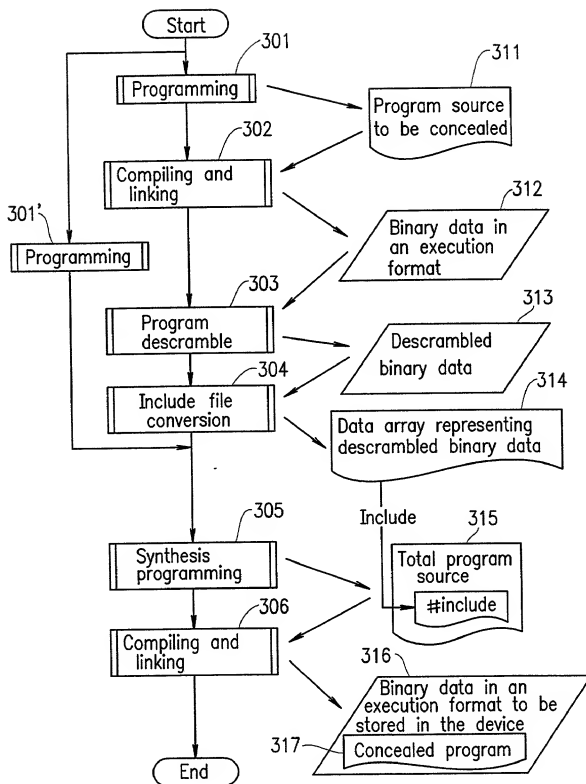 Start
301
Programming
311
Program source
to be concealed
302
Compiling and
linking
312
Binary data in
an execution
format
301'
Programming
303
Program
descramble
313
Descrambled
binary data
304
Include file
conversion
314
Data array representing
descrambled binary data
Include
305
Synthesis
programming
315
Total program
source
#include
306
Compiling and
linking
316
Binary data in an
execution format to be
stored in the device
317
Concealed program
End